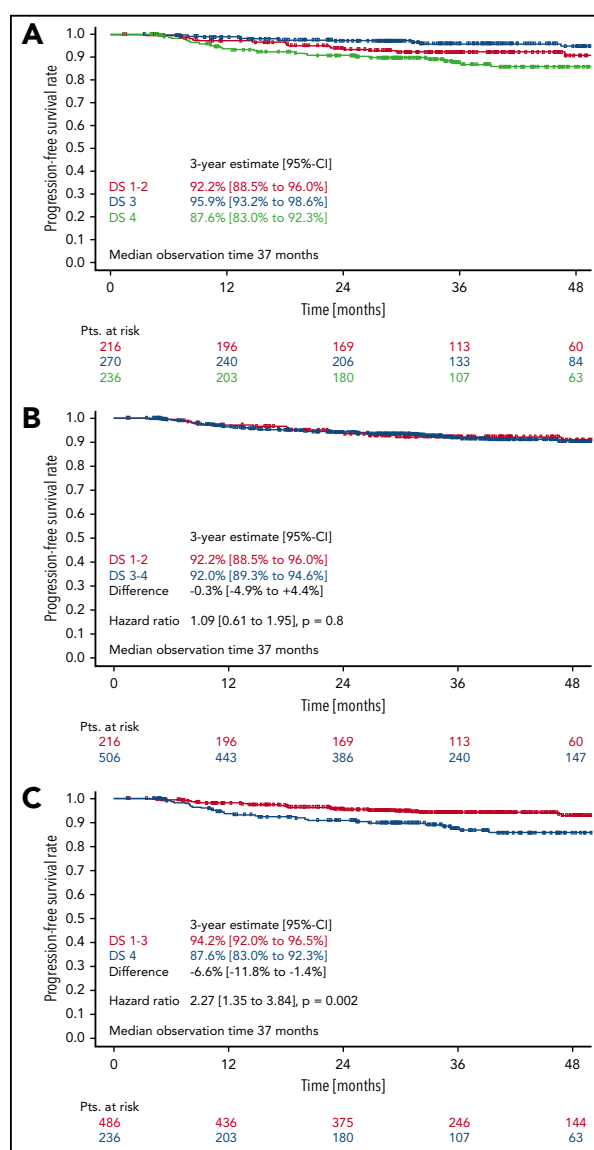 A
Progression-free survival rate
1.0
0.9
0.8
0.7
0.6
0.5
0.4
0.3
0.2
0.1
0.0
3-year estimate [95%-CI]
DS 1-2 92.2% [88.5% to 96.0%]
DS 3 95.9% [93.2% to 98.6%]
DS 4 87.6% [83.0% to 92.3%]
Median observation time 37 months
0 12 24 36 48
Time [months]
Pts. at risk
216 196 169 113 60
270 240 206 133 84
236 203 180 107 63
B
Progression-free survival rate
1.0
0.9
0.8
0.7
0.6
0.5
0.4
0.3
0.2
0.1
0.0
3-year estimate [95%-CI]
DS 1-2 92.2% [88.5% to 96.0%]
DS 3-4 92.0% [89.3% to 94.6%]
Difference -0.3% [-4.9% to +4.4%]
Hazard ratio 1.09 [0.61 to 1.95], p = 0.8
Median observation time 37 months
0 12 24 36 48
Time [months]
Pts. at risk
216 196 169 113 60
506 443 386 240 147
C
Progression-free survival rate
1.0
0.9
0.8
0.7
0.6
0.5
0.4
0.3
0.2
0.1
0.0
3-year estimate [95%-CI]
DS 1-3 94.2% [92.0% to 96.5%]
DS 4 87.6% [83.0% to 92.3%]
Difference -6.6% [-11.8% to -1.4%]
Hazard ratio 2.27 [1.35 to 3.84], p = 0.002
Median observation time 37 months
0 12 24 36 48
Time [months]
Pts. at risk
486 436 375 246 144
236 203 180 107 63